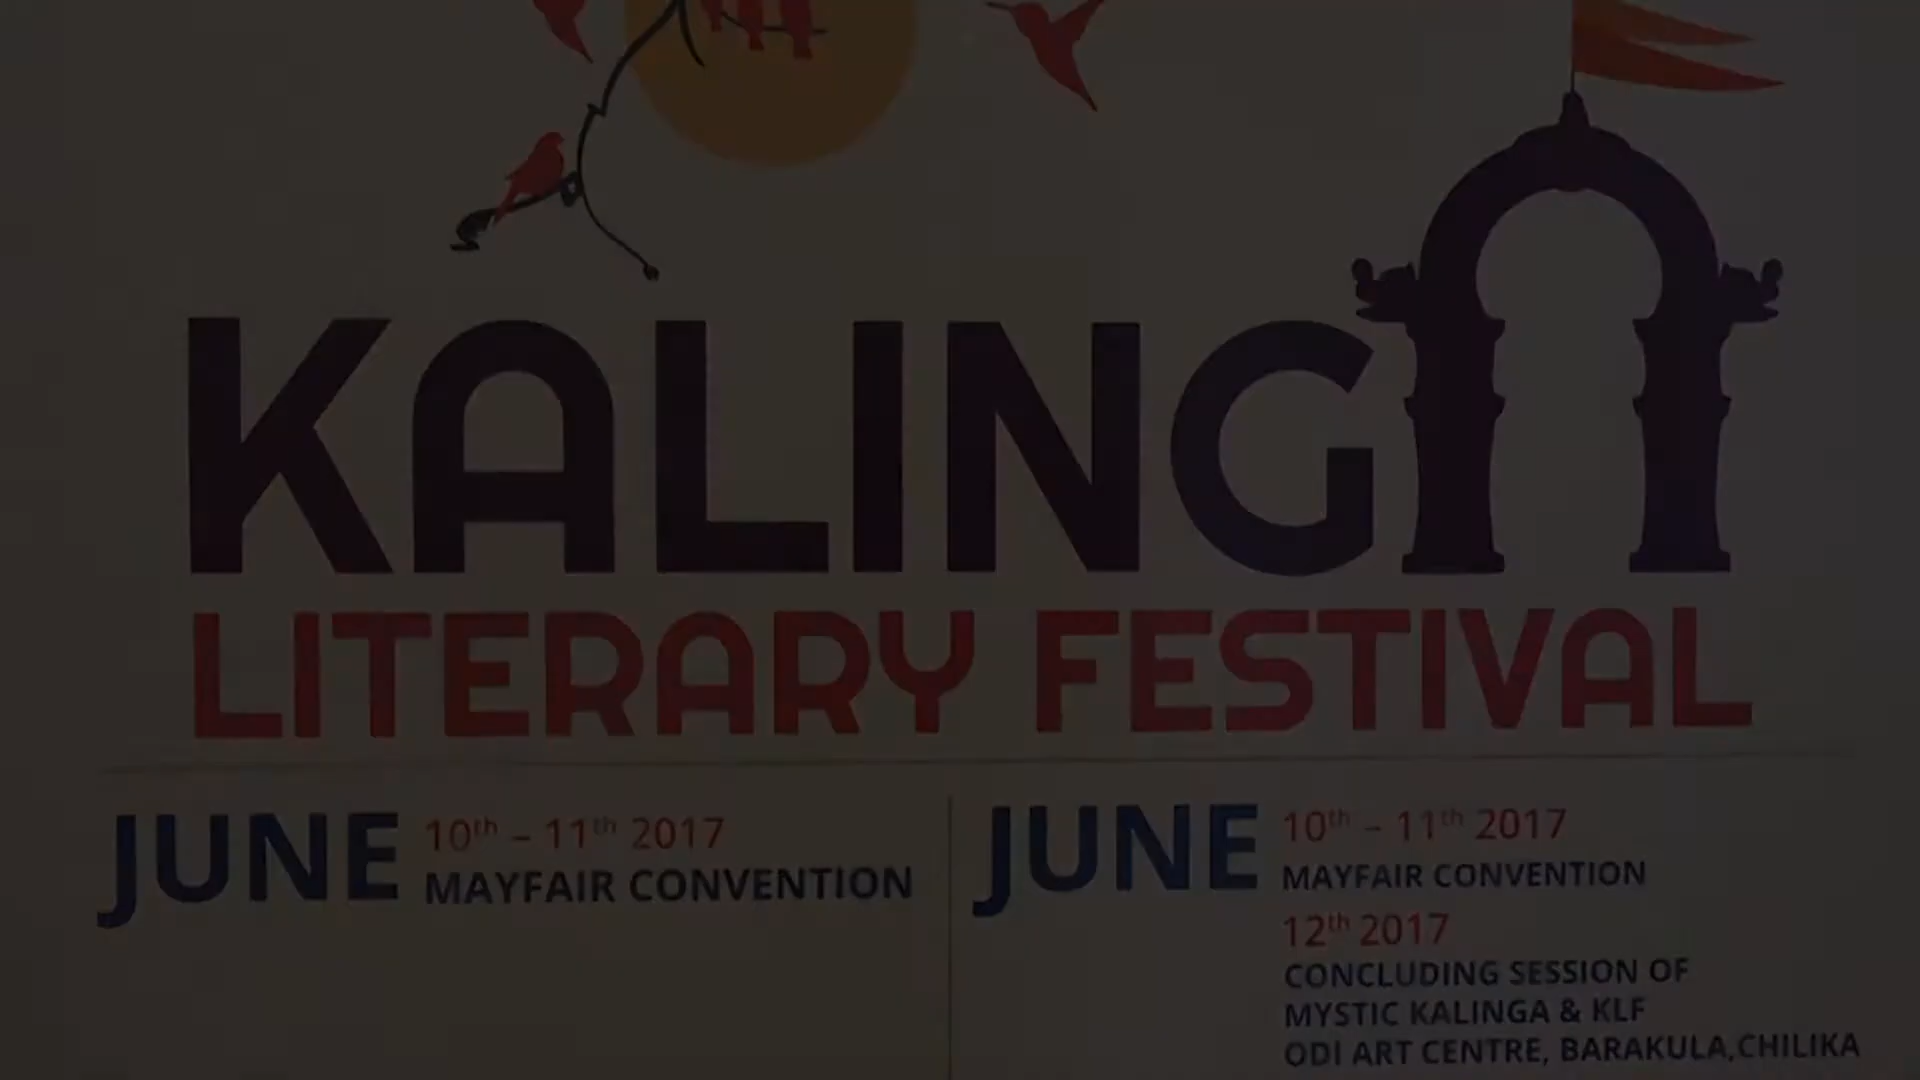 KALINGA
LITERARY FESTIVAL
JUNE 10th – 11th 2017
MAYFAIR CONVENTION
JUNE 10th – 11th 2017
MAYFAIR CONVENTION
12th 2017
CONCLUDING SESSION OF
MYSTIC KALINGA & KLF
ODI ART CENTRE, BARAKULA,CHILIKA